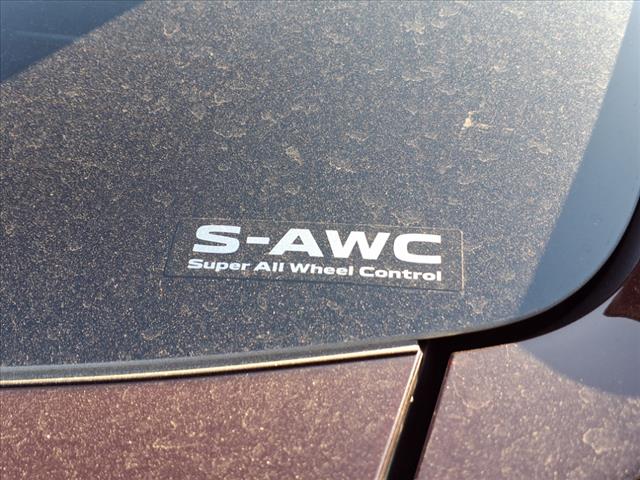 S-AWC
Super All Wheel Control